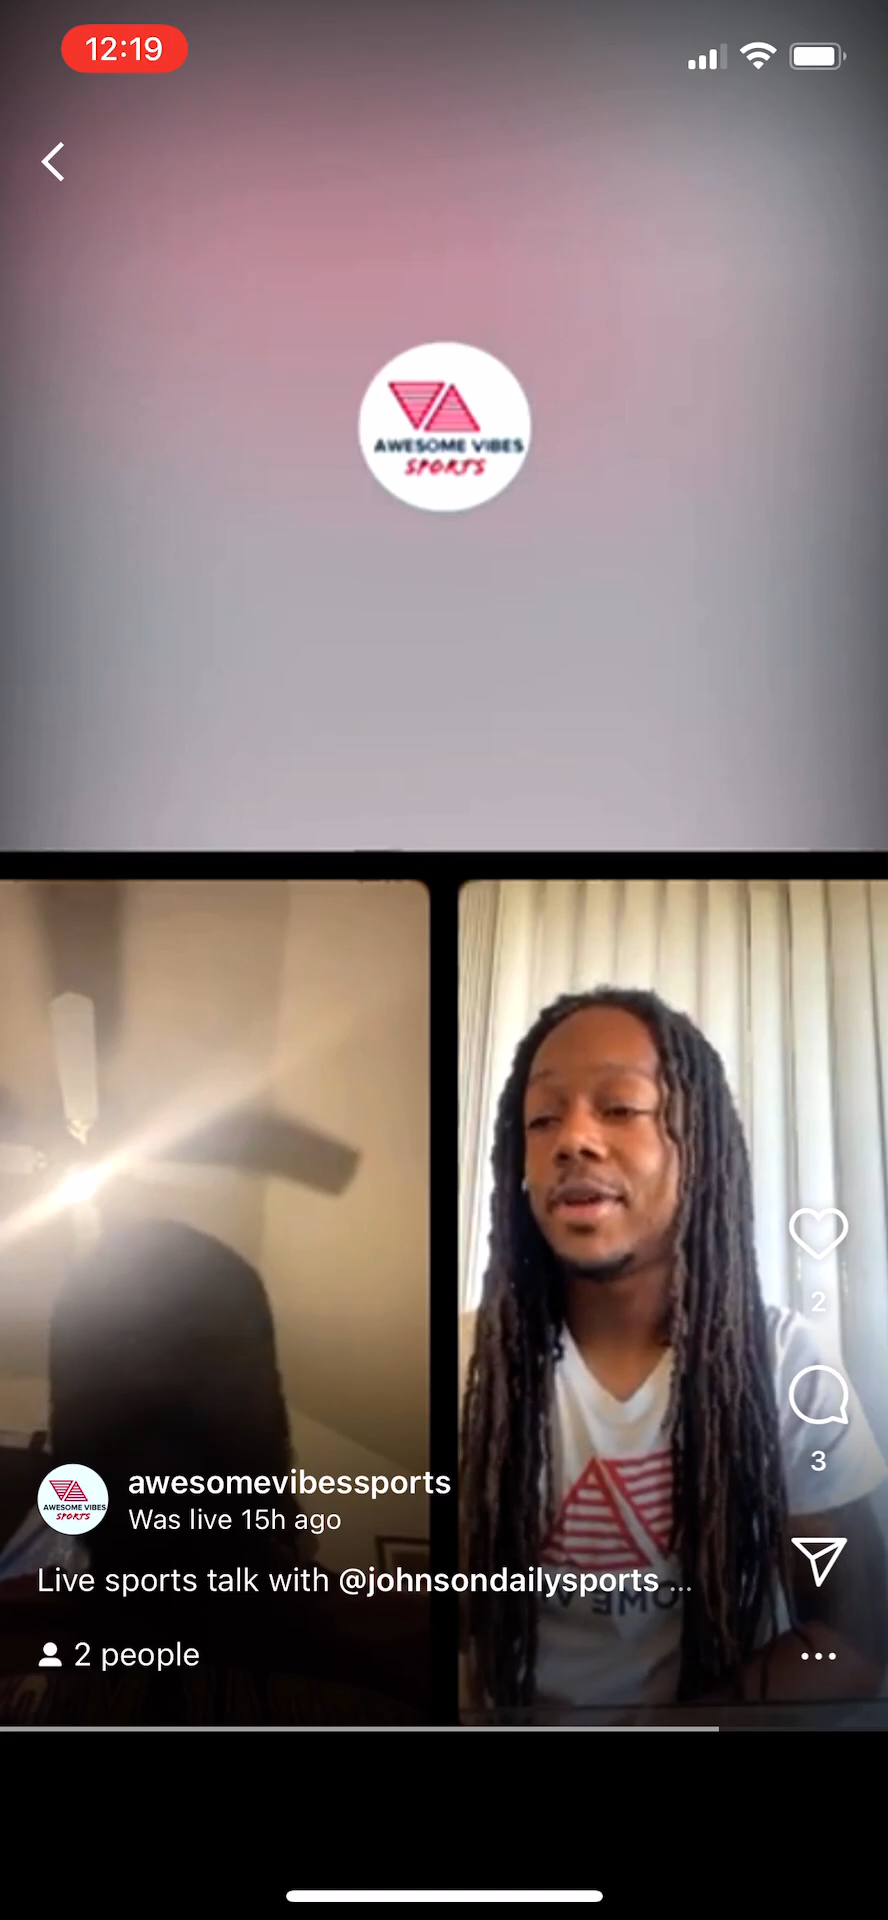 12:19
AWESOME VIBES
SPORTS
2
3
awesomevibessports
Was live 15h ago
AWESOME VIBES
SPORTS
Live sports talk with @johnsondailysports ...
2 people